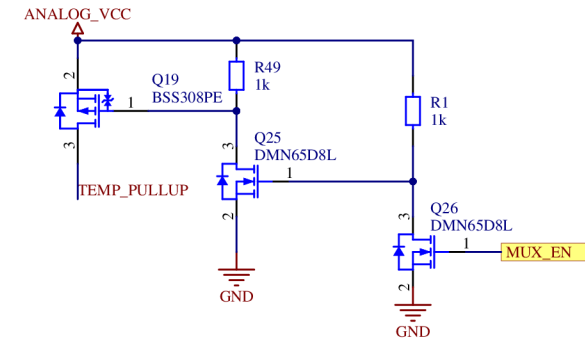 ANALOG_VCC
2
Q19
BSS308PE
1
3
TEMP_PULLUP
R49
1k
R1
1k
Q25
DMN65D8L
3
1
2
GND
Q26
DMN65D8L
3
1
MUX_EN
2
GND